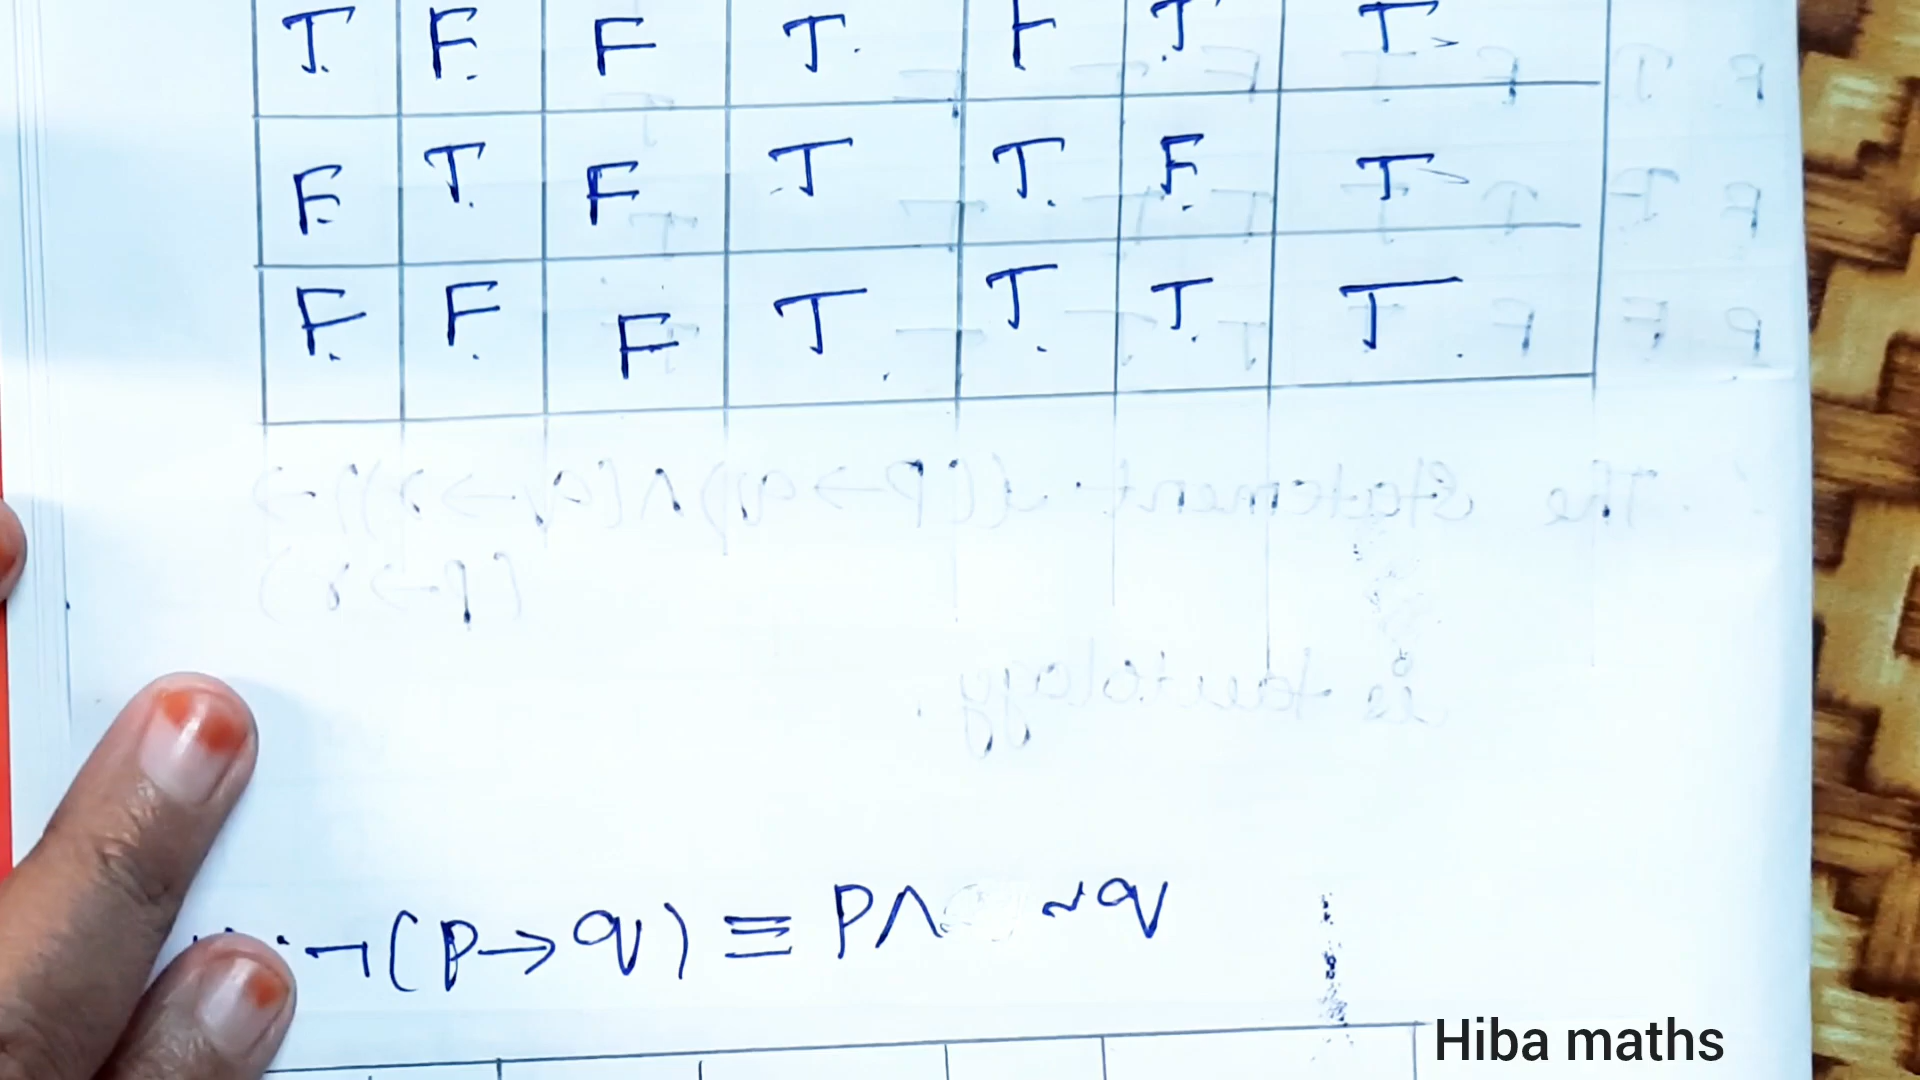 T F F T F T T
F T F T T F T
F F F T T T T
¬(P→q) ≡ P∧ ~q
Hiba maths